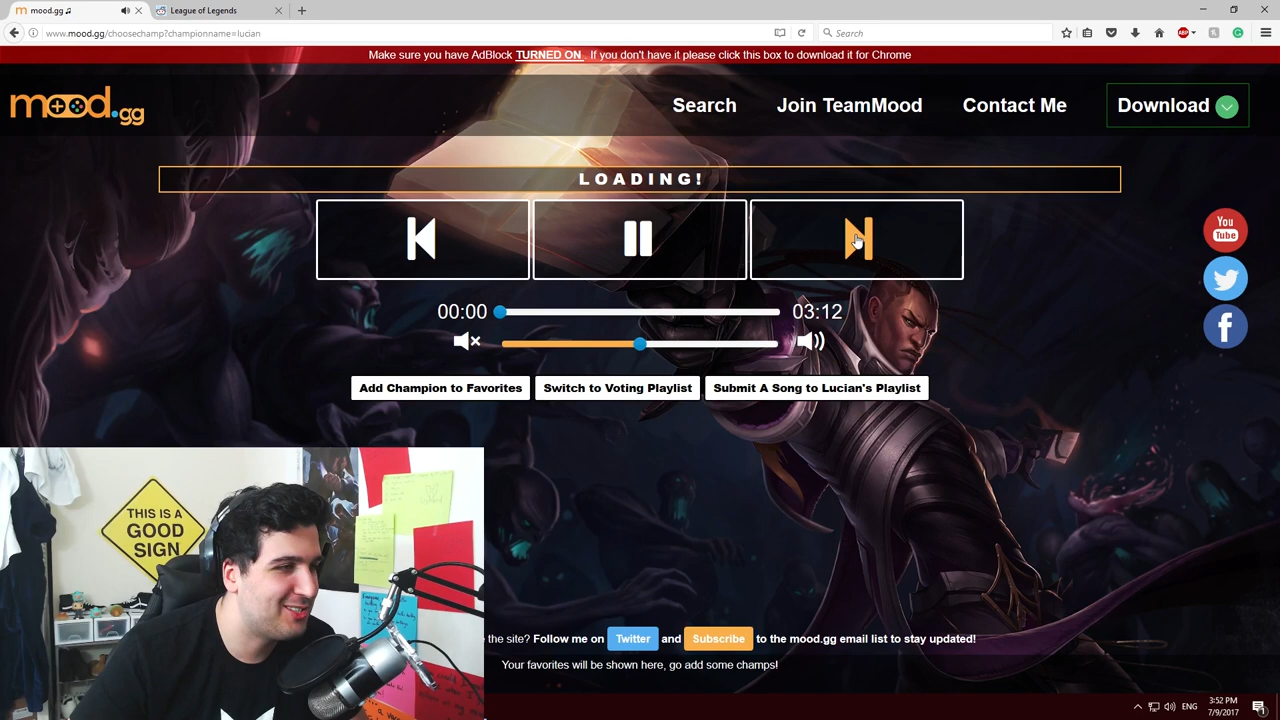 mood.gg
League of Legends
www.mood.gg/choosechamp?championname=lucian
Search
ABP
Make sure you have AdBlock TURNED ON . If you don't have it please click this box to download it for Chrome
mood.gg
Search
Join TeamMood
Contact Me
Download
LOADING!
You
Tube
00:00
03:12
Add Champion to Favorites
Switch to Voting Playlist
Submit A Song to Lucian's Playlist
THIS IS A
GOOD
SIGN
the site? Follow me on Twitter and Subscribe to the mood.gg email list to stay updated!
Your favorites will be shown here, go add some champs!
ENG
3:52 PM
7/9/2017
1